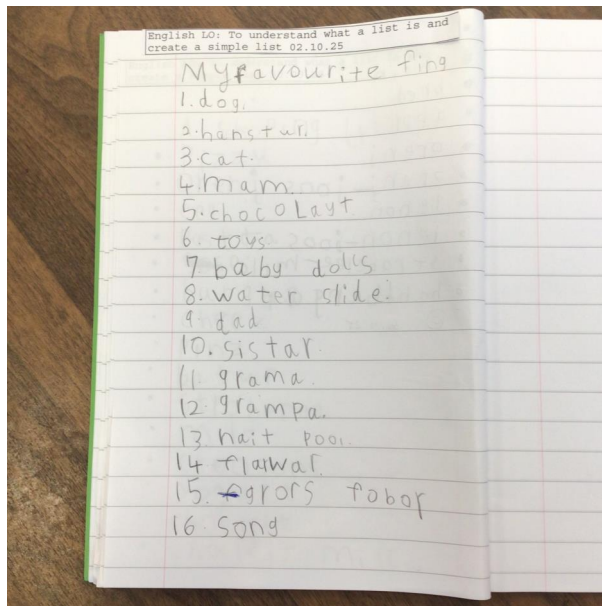 English LO: To understand what a list is and
create a simple list 02.10.25
My favourite fing
1. dog.
2. hanstur.
3. cat.
4. mam.
5. chocolayt
6. toys
7. baby dolls
8. water slide.
9. dad
10. sistar.
11. grama.
12. grampa.
13. hait pool.
14. flarwar.
15. grors fobor
16. song